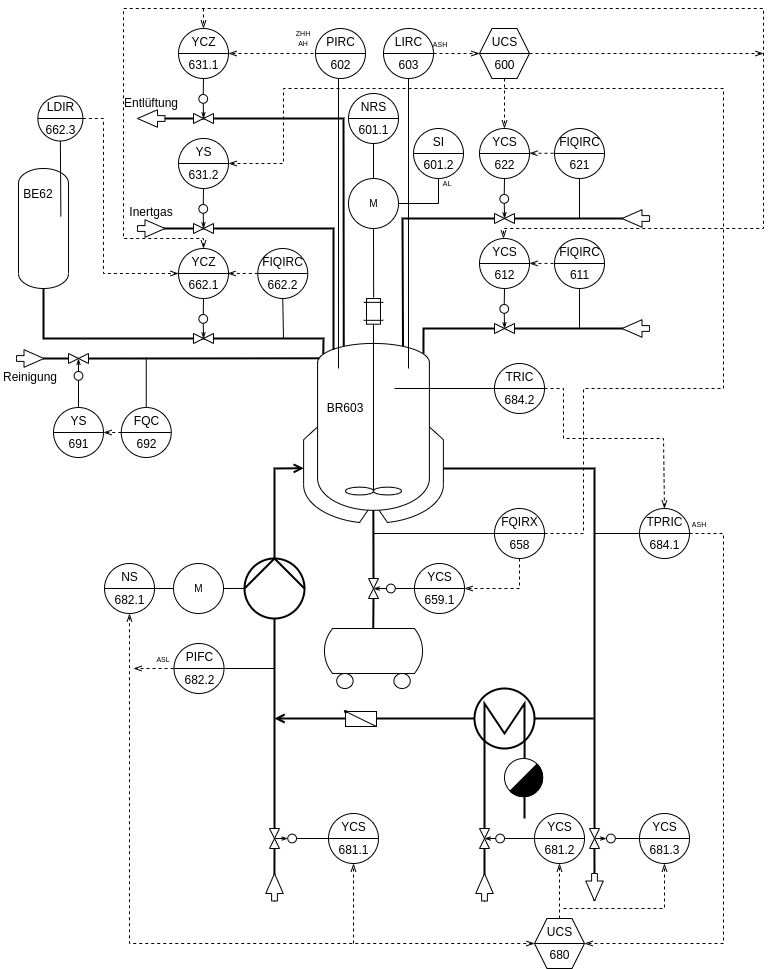 YCZ
631.1
ZHH
AH
PIRC
602
LIRC
603
ASH
UCS
600
Entlüftung
LDIR
662.3
NRS
601.1
SI
601.2
AL
YCS
622
FIQIRC
621
YS
631.2
BE62
M
Inertgas
YCZ
662.1
FIQIRC
662.2
YCS
612
FIQIRC
611
Reinigung
TRIC
684.2
BR603
YS
691
FQC
692
FQIRX
658
TPRIC
684.1
ASH
NS
682.1
M
YCS
659.1
ASL
PIFC
682.2
YCS
681.1
YCS
681.2
YCS
681.3
UCS
680